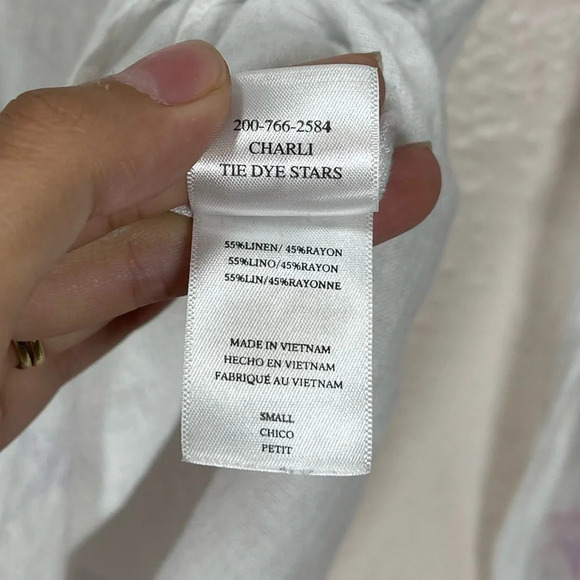 200-766-2584
CHARLI
TIE DYE STARS
55%LINEN/ 45%RAYON
55%LINO/45%RAYON
55%LIN/45%RAYONNE
MADE IN VIETNAM
HECHO EN VIETNAM
FABRIQUÉ AU VIETNAM
SMALL
CHICO
PETIT